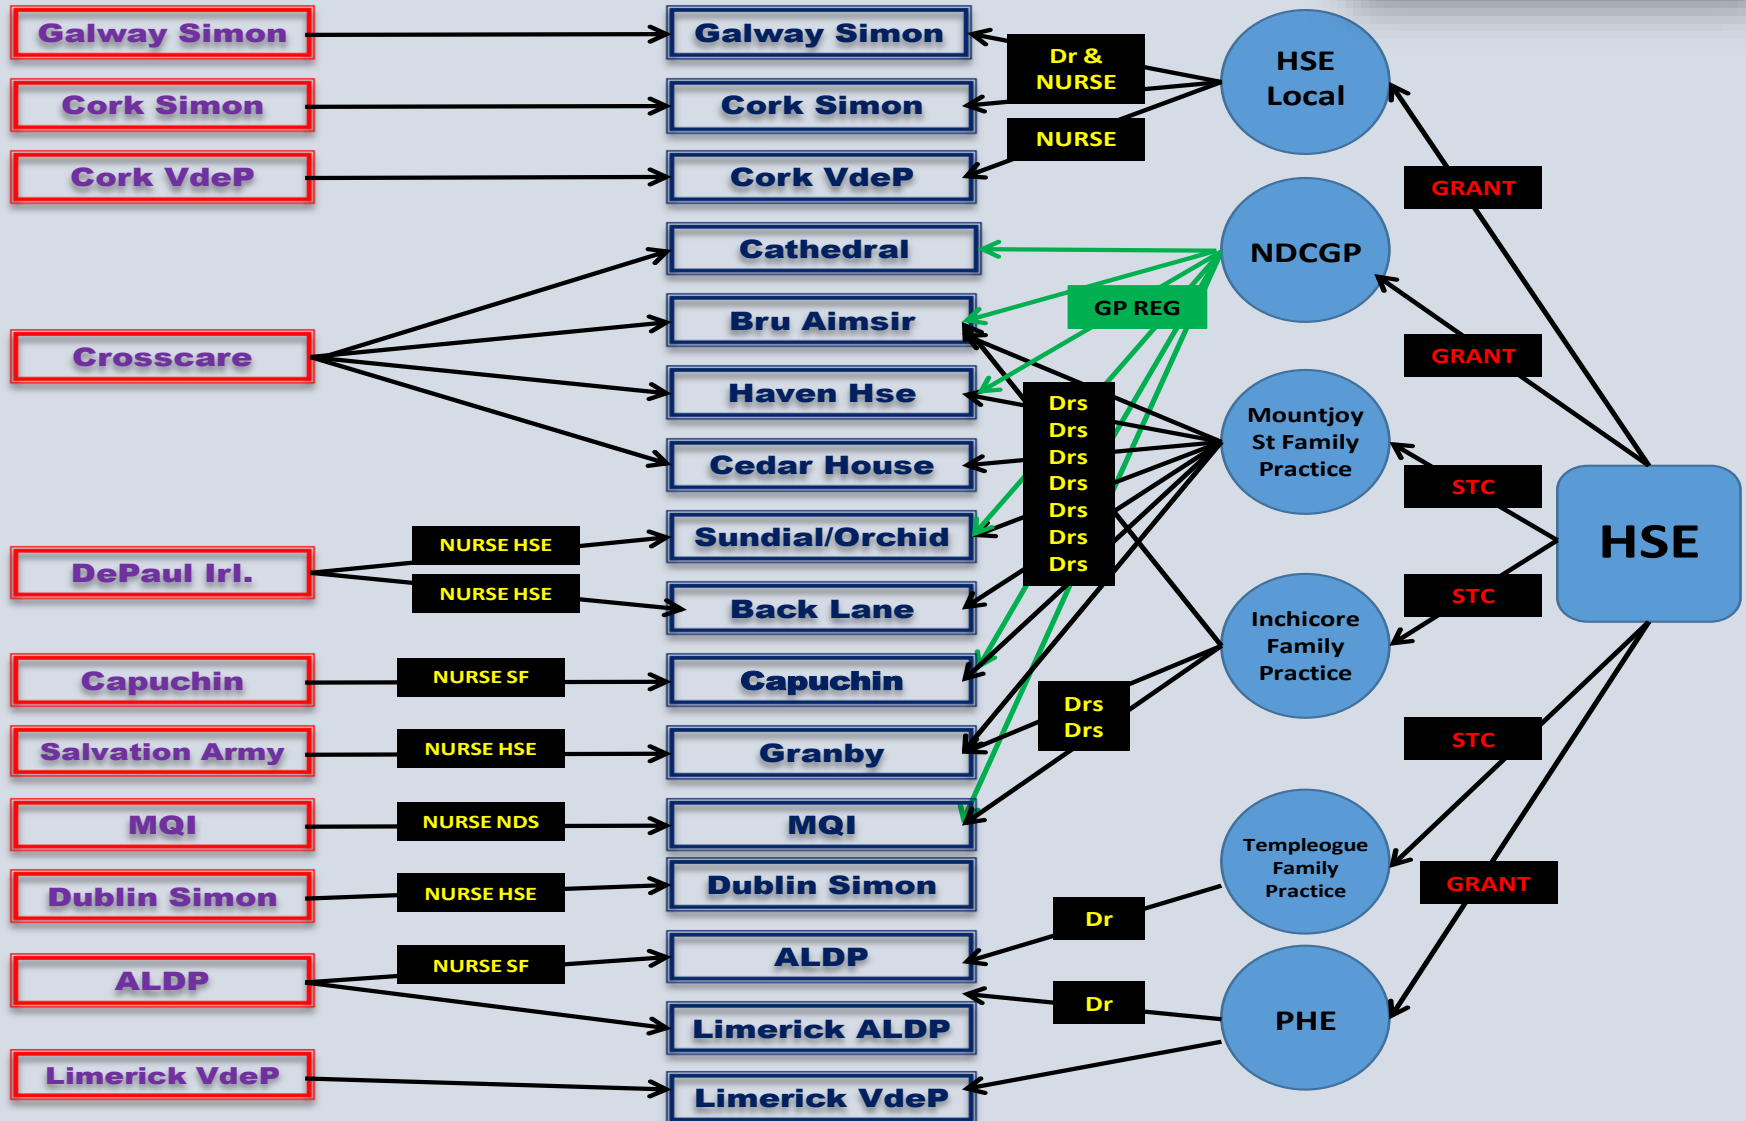 Galway Simon
Cork Simon
Cork VdeP
Crosscare
DePaul Irl.
Capuchin
Salvation Army
MQI
Dublin Simon
ALDP
Limerick VdeP
NURSE HSE
NURSE HSE
NURSE SF
NURSE HSE
NURSE NDS
NURSE HSE
NURSE SF
Galway Simon
Cork Simon
Cork VdeP
Cathedral
Bru Aimsir
Haven Hse
Cedar House
Sundial/Orchid
Back Lane
Capuchin
Granby
MQI
Dublin Simon
ALDP
Limerick ALDP
Limerick VdeP
Dr &
NURSE
NURSE
GP REG
Drs
Drs
Drs
Drs
Drs
Drs
Drs
Drs
Drs
Dr
Dr
HSE
Local
NDCGP
Mountjoy
St Family
Practice
Inchicore
Family
Practice
Templeogue
Family
Practice
PHE
GRANT
GRANT
STC
STC
STC
GRANT
HSE